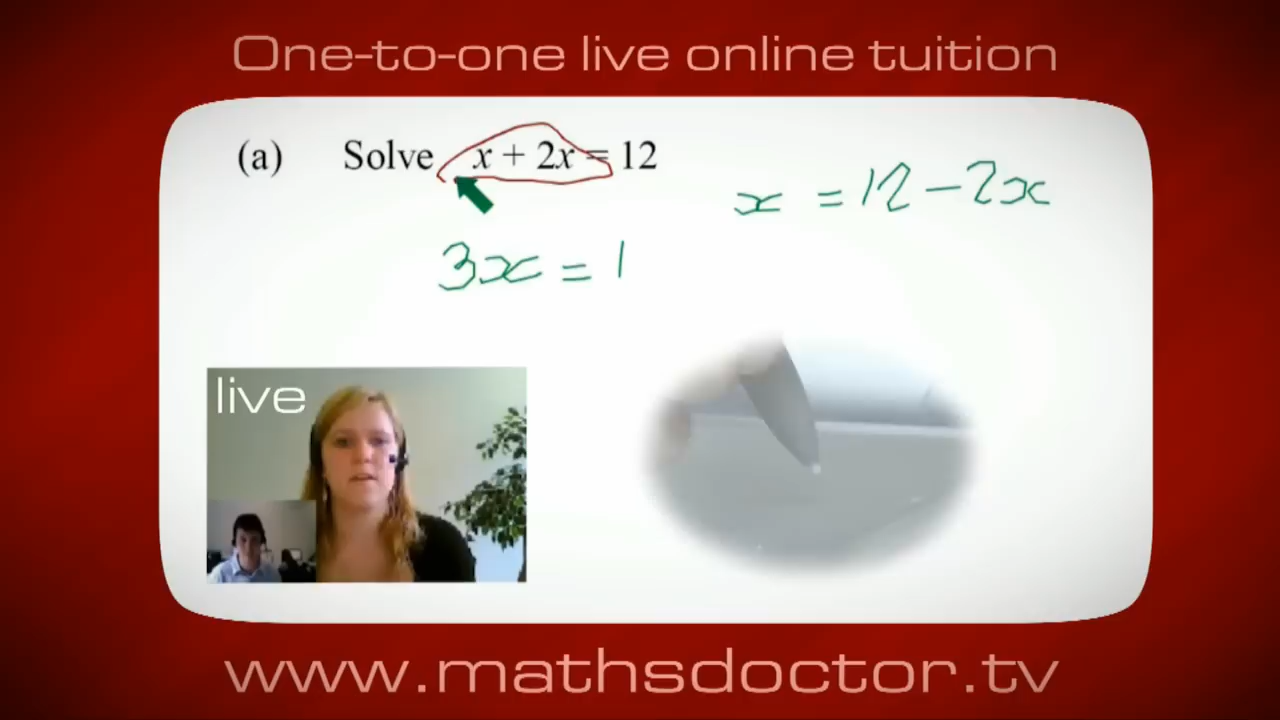 One-to-one live online tuition
(a) Solve x + 2x = 12
x = 12 - 2x
3x = 1
live
www.mathsdoctor.tv